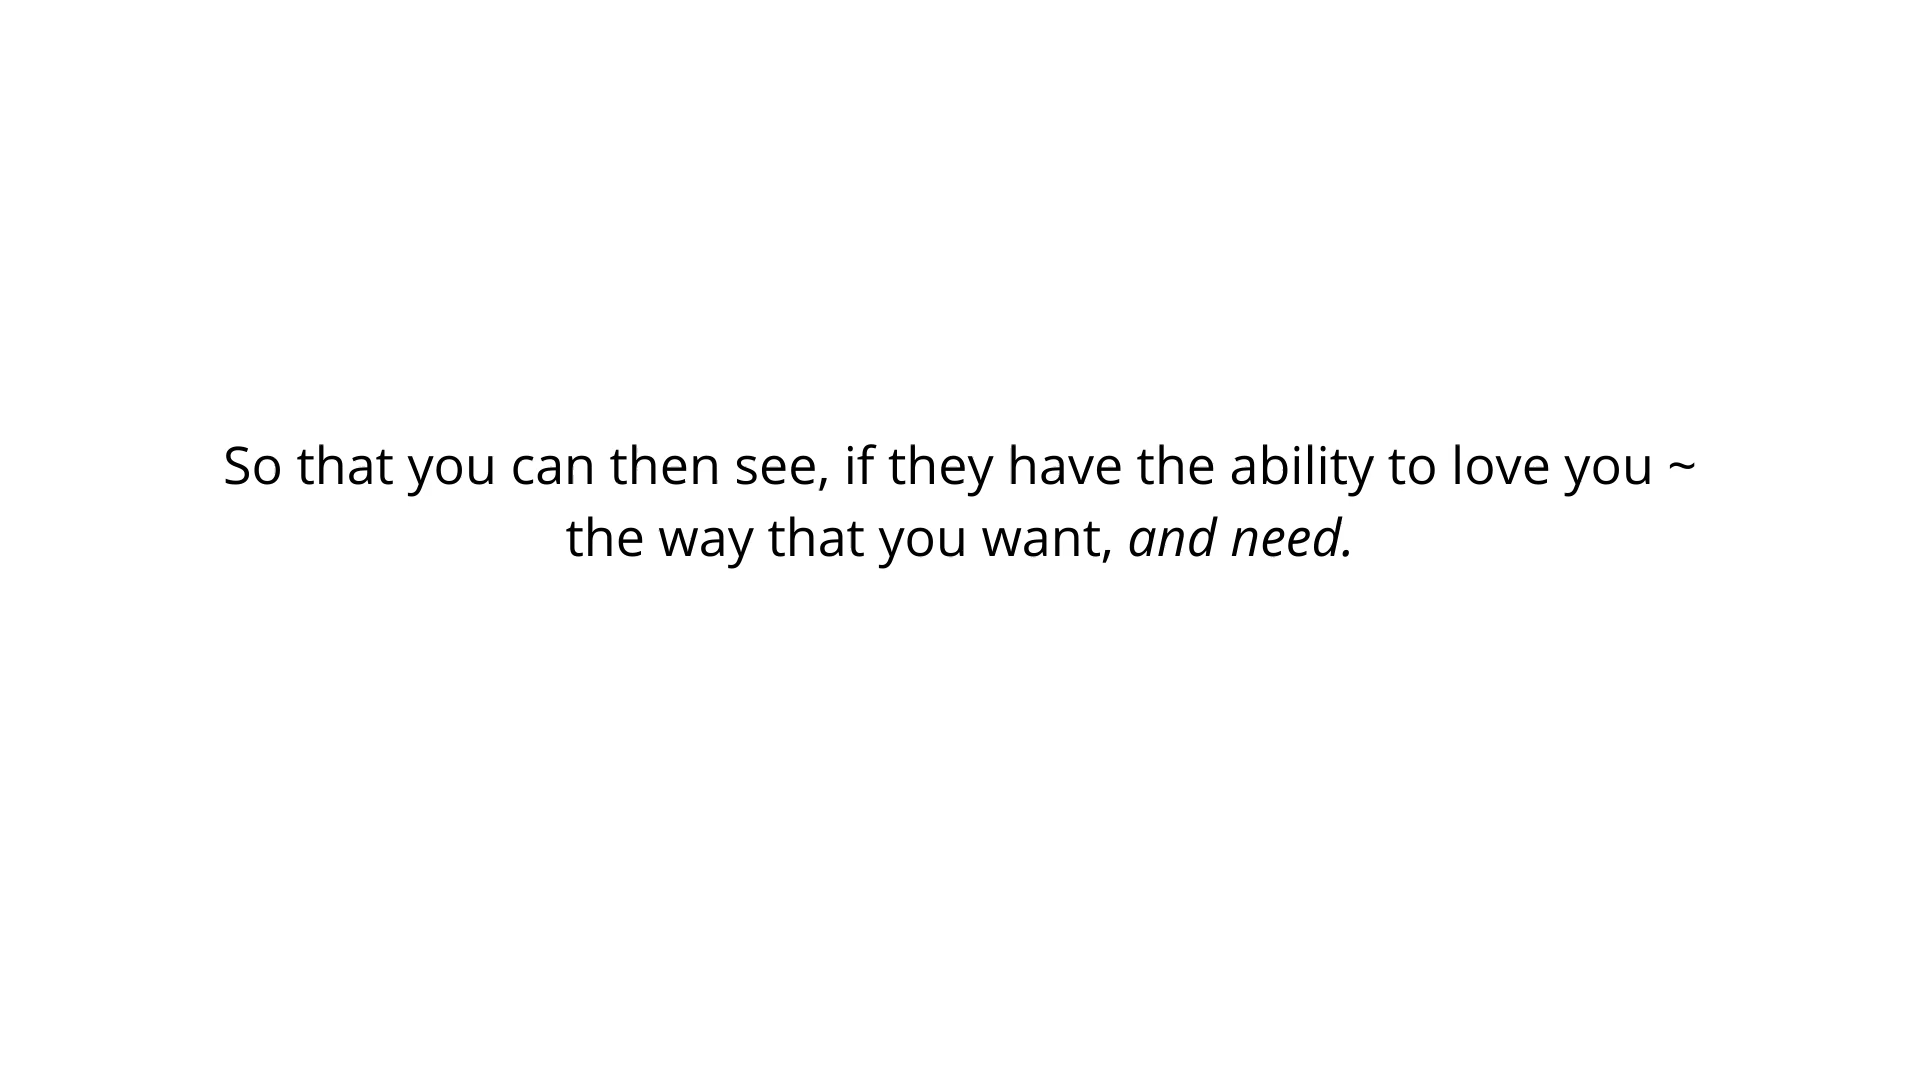 So that you can then see, if they have the ability to love you ~
the way that you want, and need.